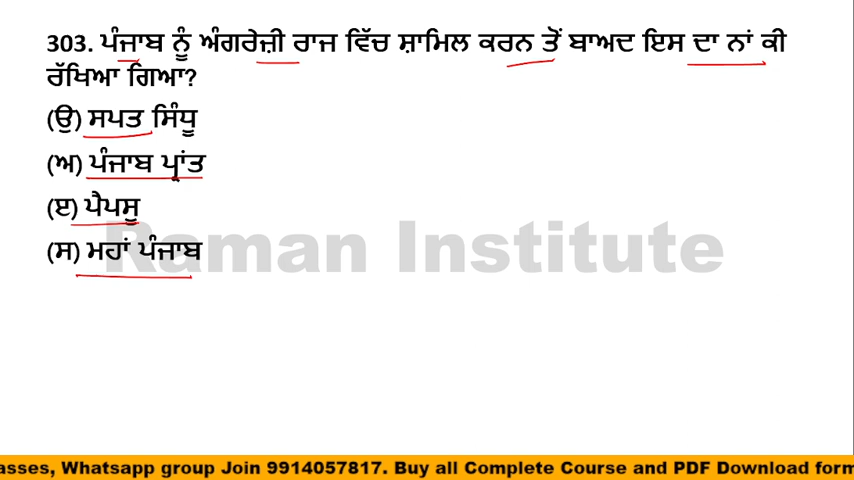 303. ਪੰਜਾਬ ਨੂੰ ਅੰਗਰੇਜ਼ੀ ਰਾਜ ਵਿੱਚ ਸ਼ਾਮਿਲ ਕਰਨ ਤੋਂ ਬਾਅਦ ਇਸ ਦਾ ਨਾਂ ਕੀ
ਰੱਖਿਆ ਗਿਆ?
(ਉ) ਸਪਤ ਸਿੰਧੂ
(ਅ) ਪੰਜਾਬ ਪ੍ਰਾਂਤ
(ੲ) ਪੈਪਸੂ
(ਸ) ਮਹਾਂ ਪੰਜਾਬ
Raman Institute
asses, Whatsapp group Join 9914057817. Buy all Complete Course and PDF Download form